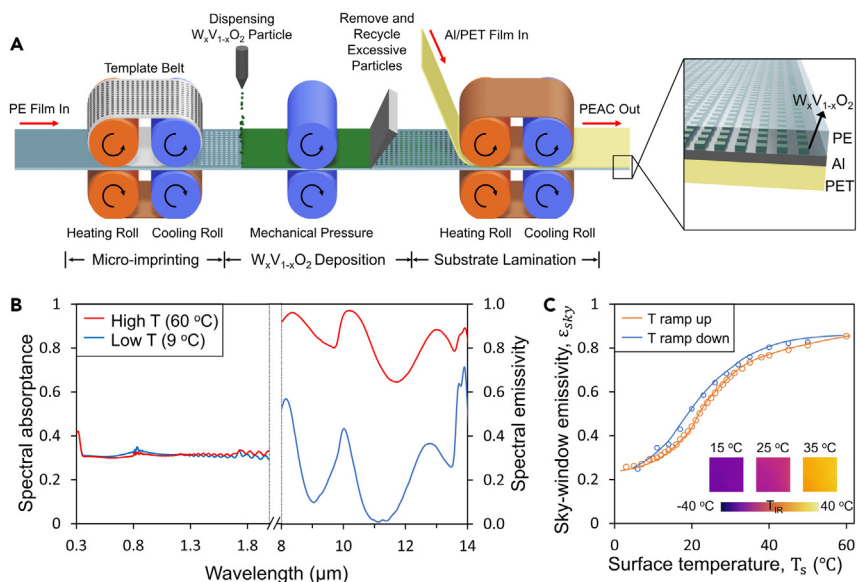 A
Dispensing
WₓV₁₋ₓO₂ Particle
Remove and
Recycle
Excessive
Particles
Al/PET Film In
Template Belt
PE Film In
PEAC Out
WₓV₁₋ₓO₂
PE
Al
PET
Heating Roll Cooling Roll
Mechanical Pressure
Heating Roll Cooling Roll
Micro-imprinting
WₓV₁₋ₓO₂ Deposition
Substrate Lamination
B
High T (60 °C)
Low T (9 °C)
Spectral absorptance
1
0.8
0.6
0.4
0.2
0
0.3 0.8 1.3 1.8 8 10 12 14
Wavelength (µm)
1.0
0.8
0.6
0.4
0.2
0.0
Spectral emissivity
C
T ramp up
T ramp down
Sky-window emissivity, ε_sky
1
0.8
0.6
0.4
0.2
0
15 °C 25 °C 35 °C
-40 °C T_IR 40 °C
0 20 40 60
Surface temperature, Tₛ (°C)